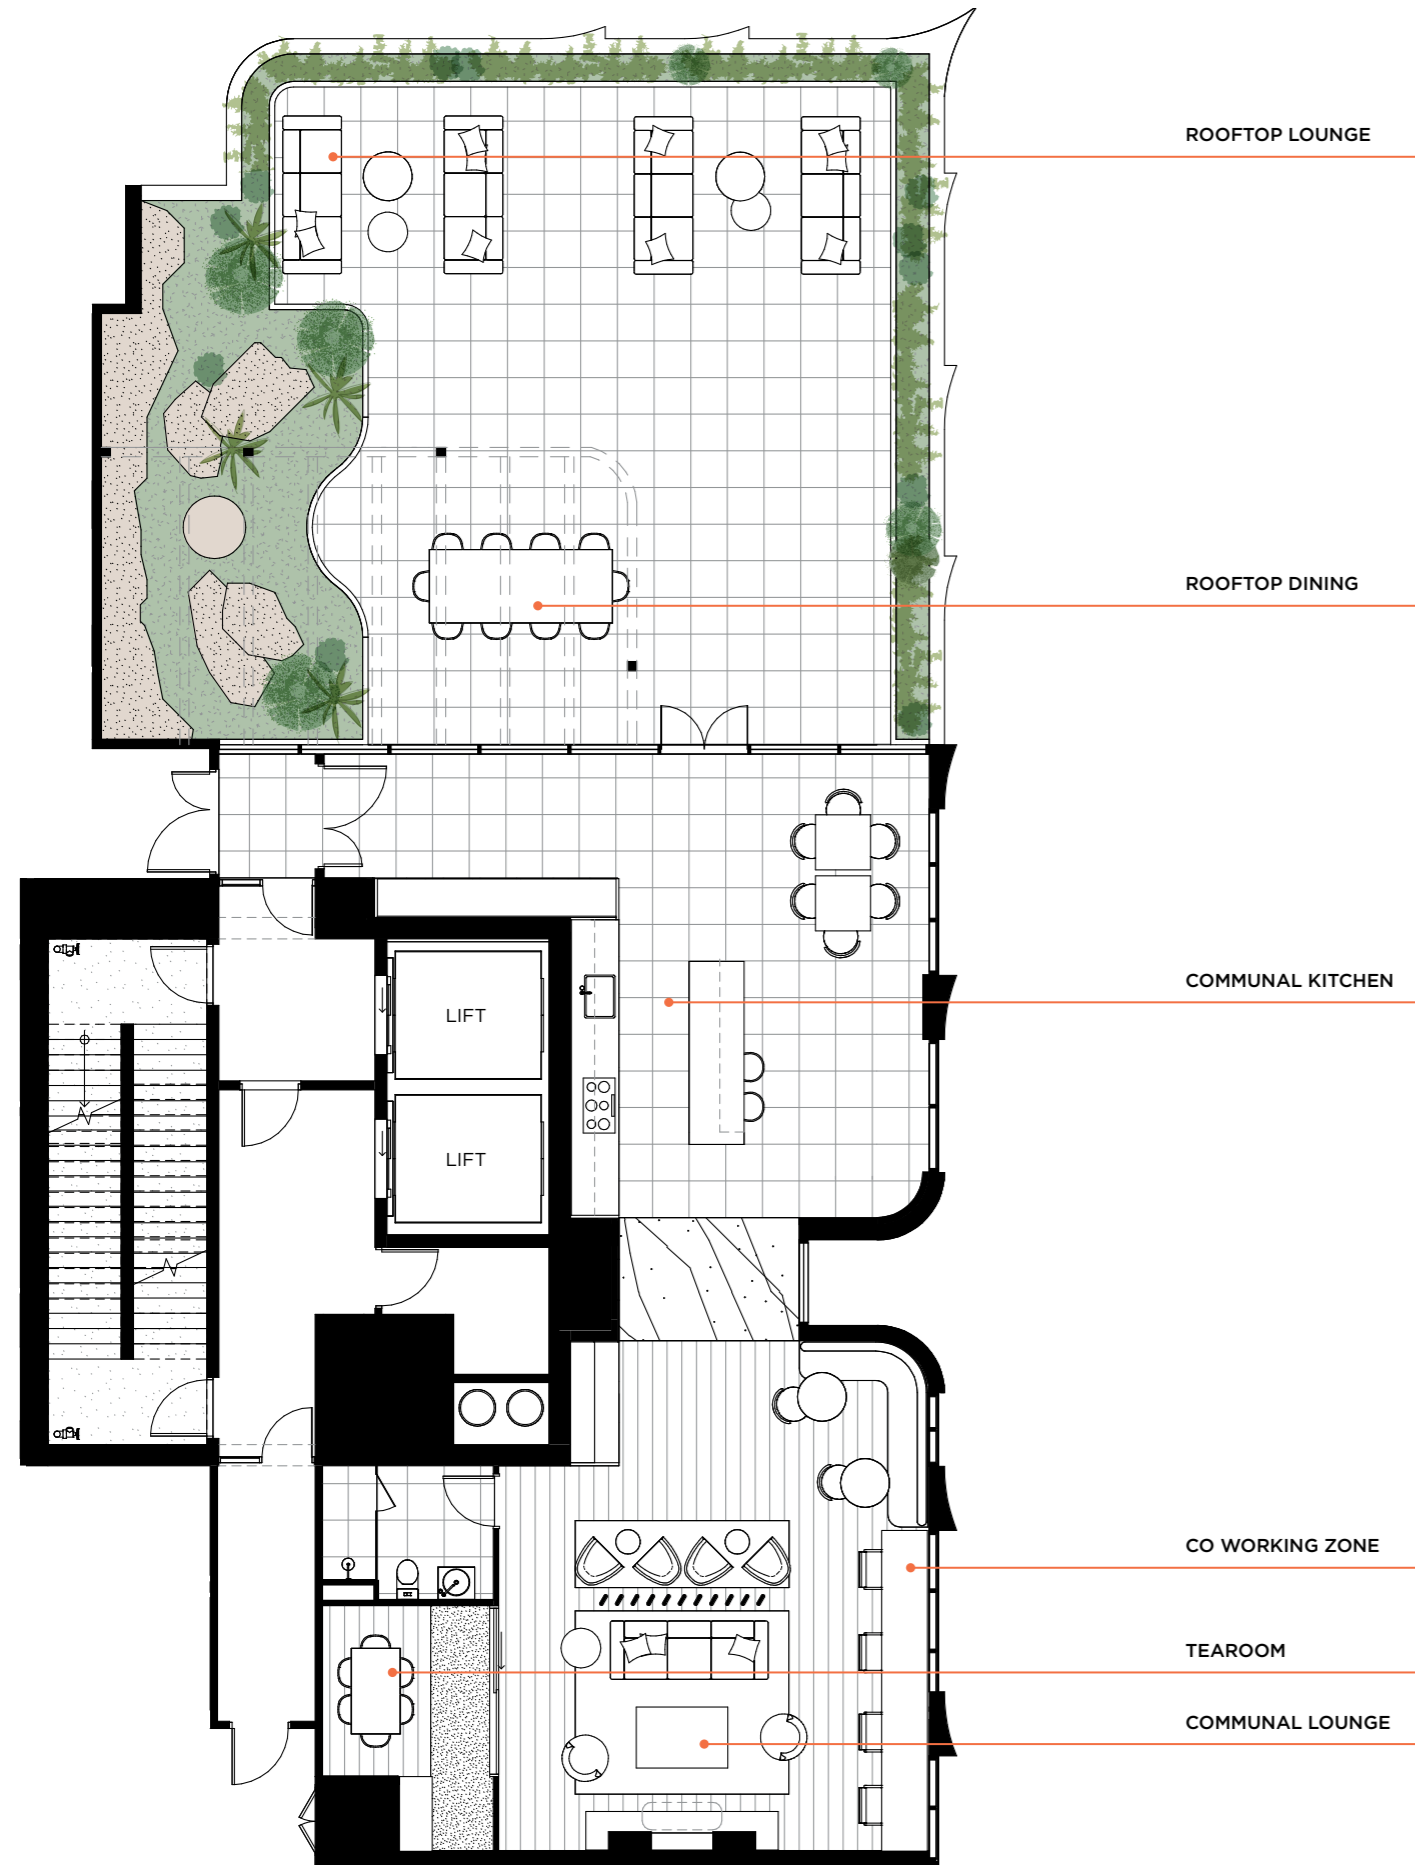 ROOFTOP LOUNGE
ROOFTOP DINING
COMMUNAL KITCHEN
LIFT
LIFT
CO WORKING ZONE
TEAROOM
COMMUNAL LOUNGE